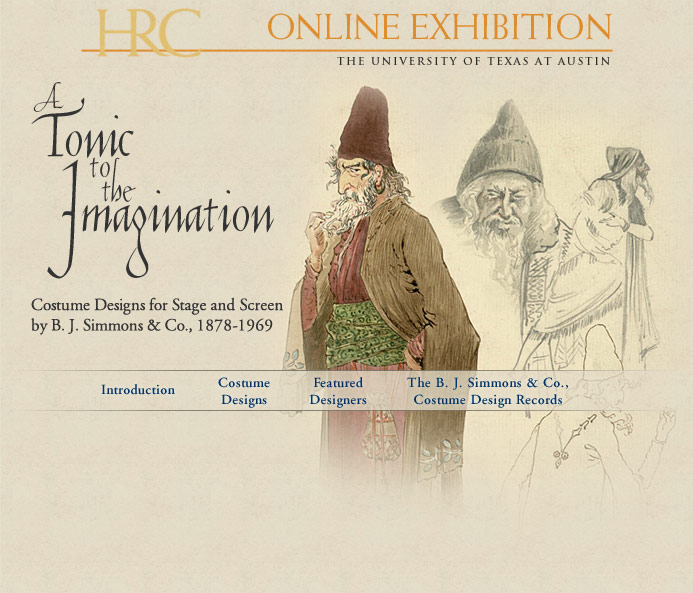 HRC
ONLINE EXHIBITION
THE UNIVERSITY OF TEXAS AT AUSTIN
A
Tonic
to
the
Imagination
Costume Designs for Stage and Screen
by B. J. Simmons & Co., 1878-1969
Introduction
Costume
Designs
Featured
Designers
The B. J. Simmons & Co.,
Costume Design Records